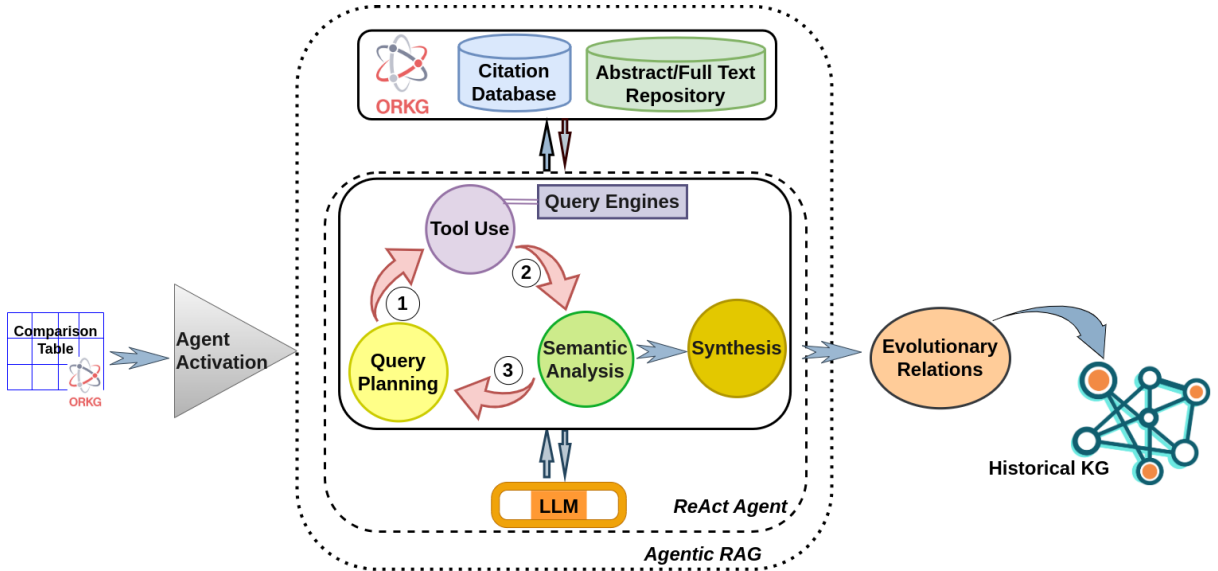 ORKG
Citation
Database
Abstract/Full Text
Repository
Tool Use
Query Engines
1
2
3
Query
Planning
Semantic
Analysis
Synthesis
LLM
ReAct Agent
Agentic RAG
Comparison
Table
ORKG
Agent
Activation
Evolutionary
Relations
Historical KG